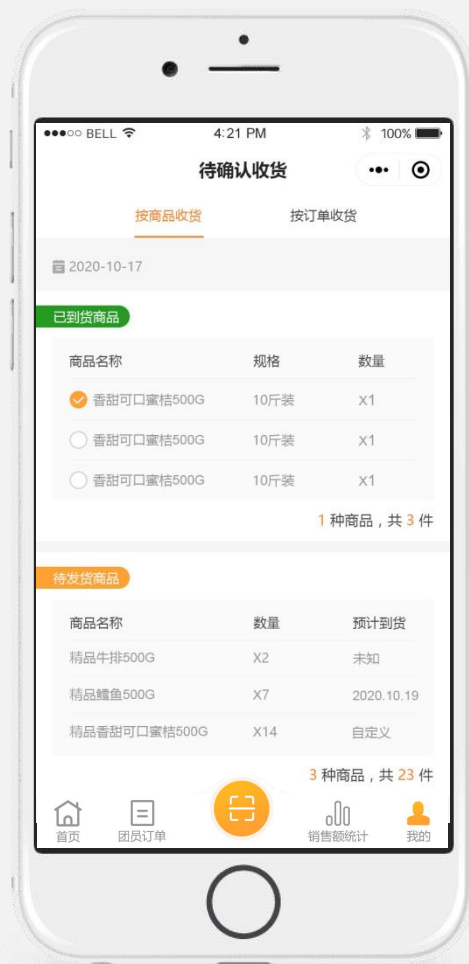 BELL 4:21 PM 100%
待确认收货
按商品收货 按订单收货
2020-10-17
已到货商品
商品名称 规格 数量
香甜可口蜜桔500G 10斤装 X1
香甜可口蜜桔500G 10斤装 X1
香甜可口蜜桔500G 10斤装 X1
1 种商品，共 3 件
待发货商品
商品名称 数量 预计到货
精品牛排500G X2 未知
精品鳕鱼500G X7 2020.10.19
精品香甜可口蜜桔500G X14 自定义
3 种商品，共 23 件
首页 团员订单 销售额统计 我的